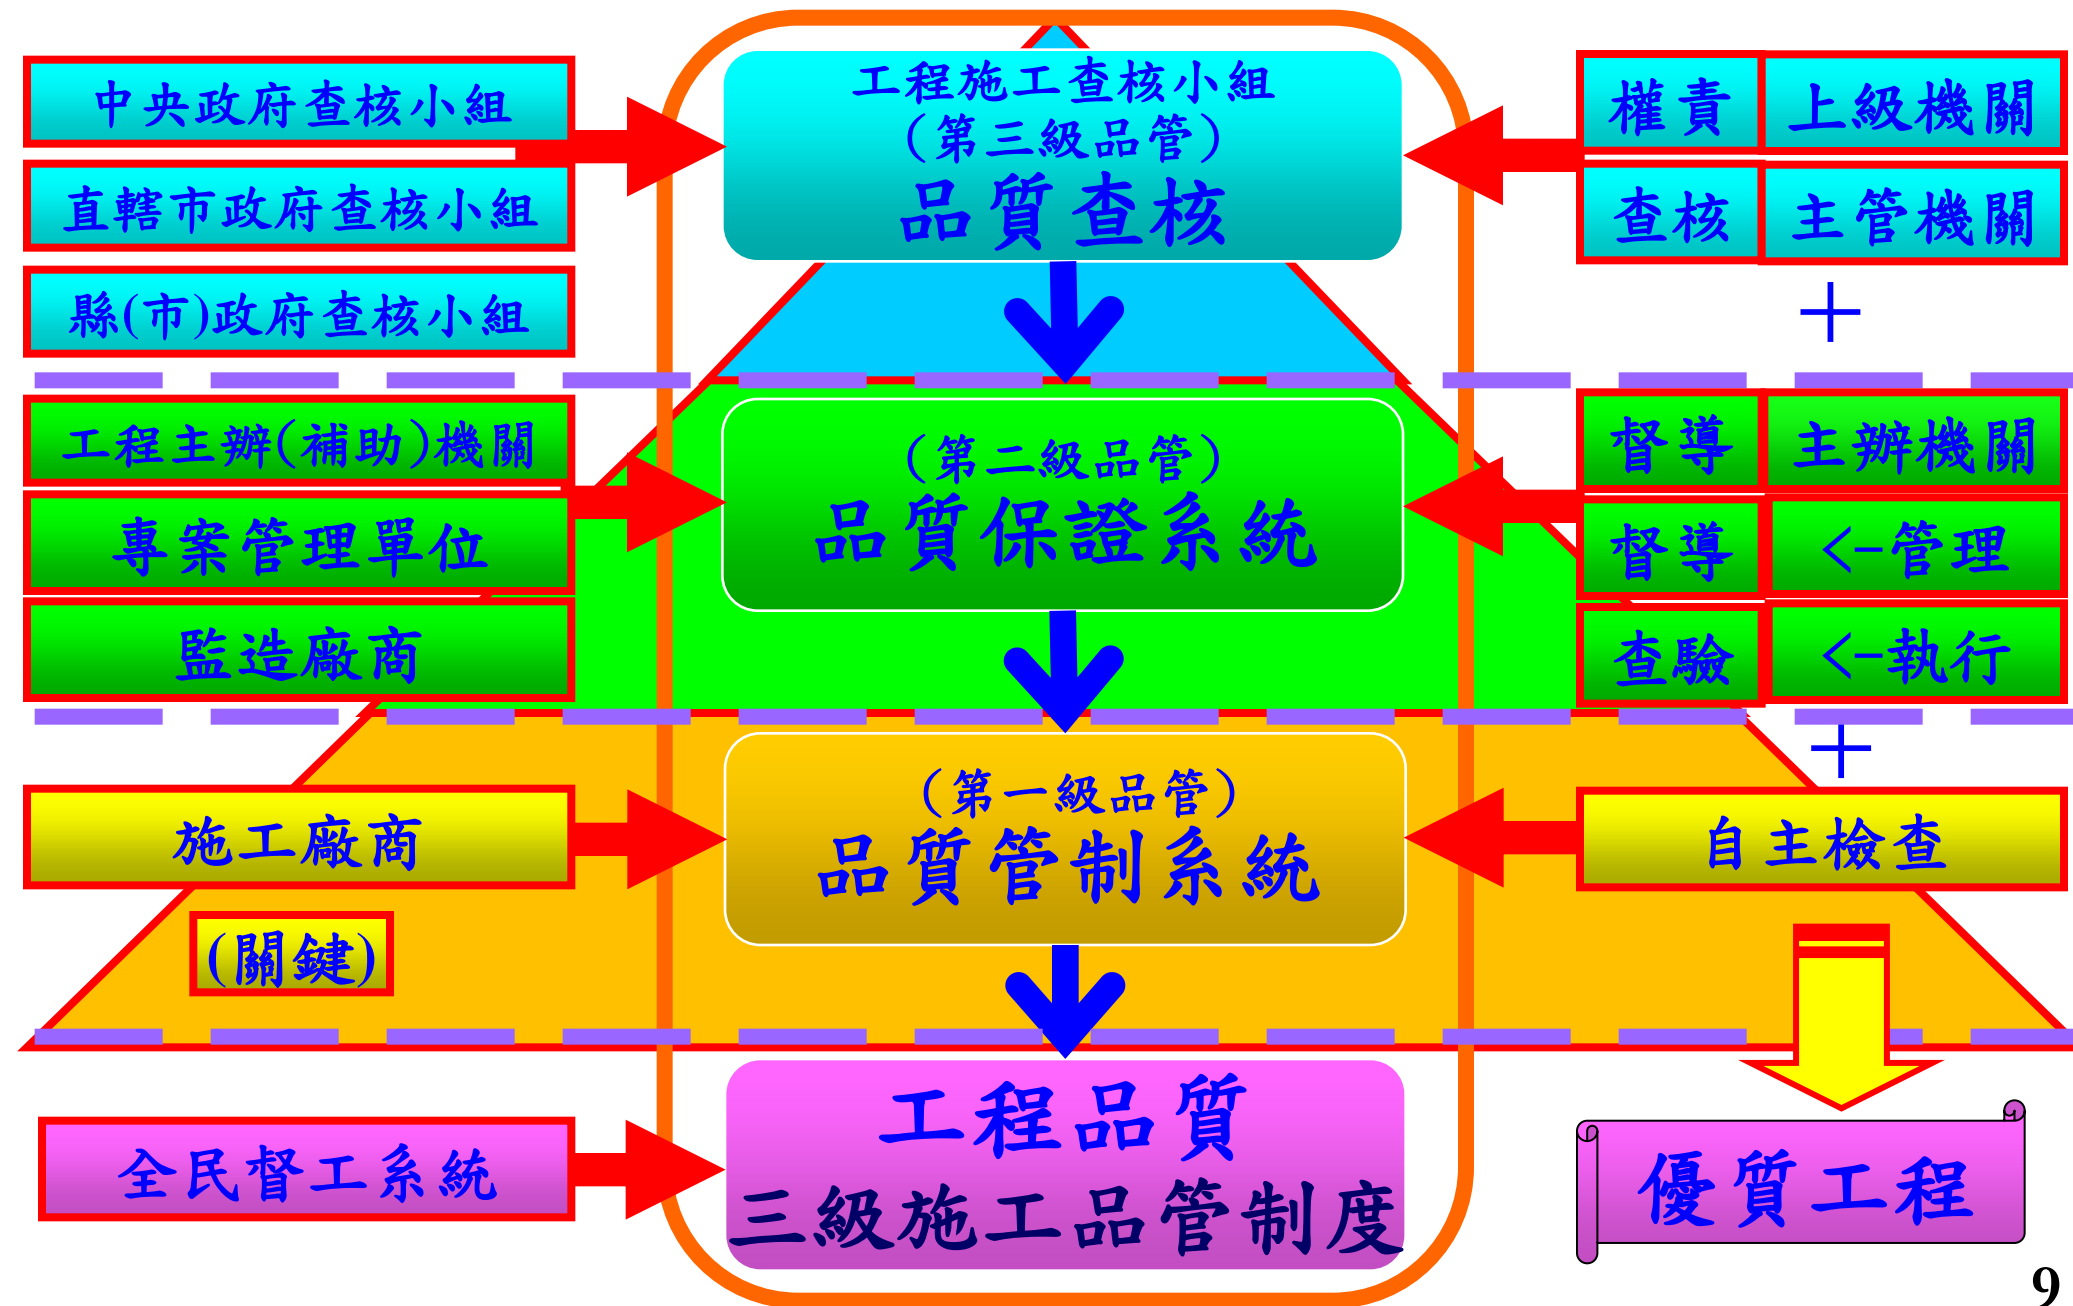 工程施工查核小組
(第三級品管)
品質查核
中央政府查核小組
直轄市政府查核小組
縣(市)政府查核小組
權責
上級機關
查核
主管機關
+
工程主辦(補助)機關
專案管理單位
監造廠商
(第二級品管)
品質保證系統
督導
主辦機關
督導
<-管理
查驗
<-執行
+
施工廠商
(關鍵)
(第一級品管)
品質管制系統
自主檢查
全民督工系統
工程品質
三級施工品管制度
優質工程
9